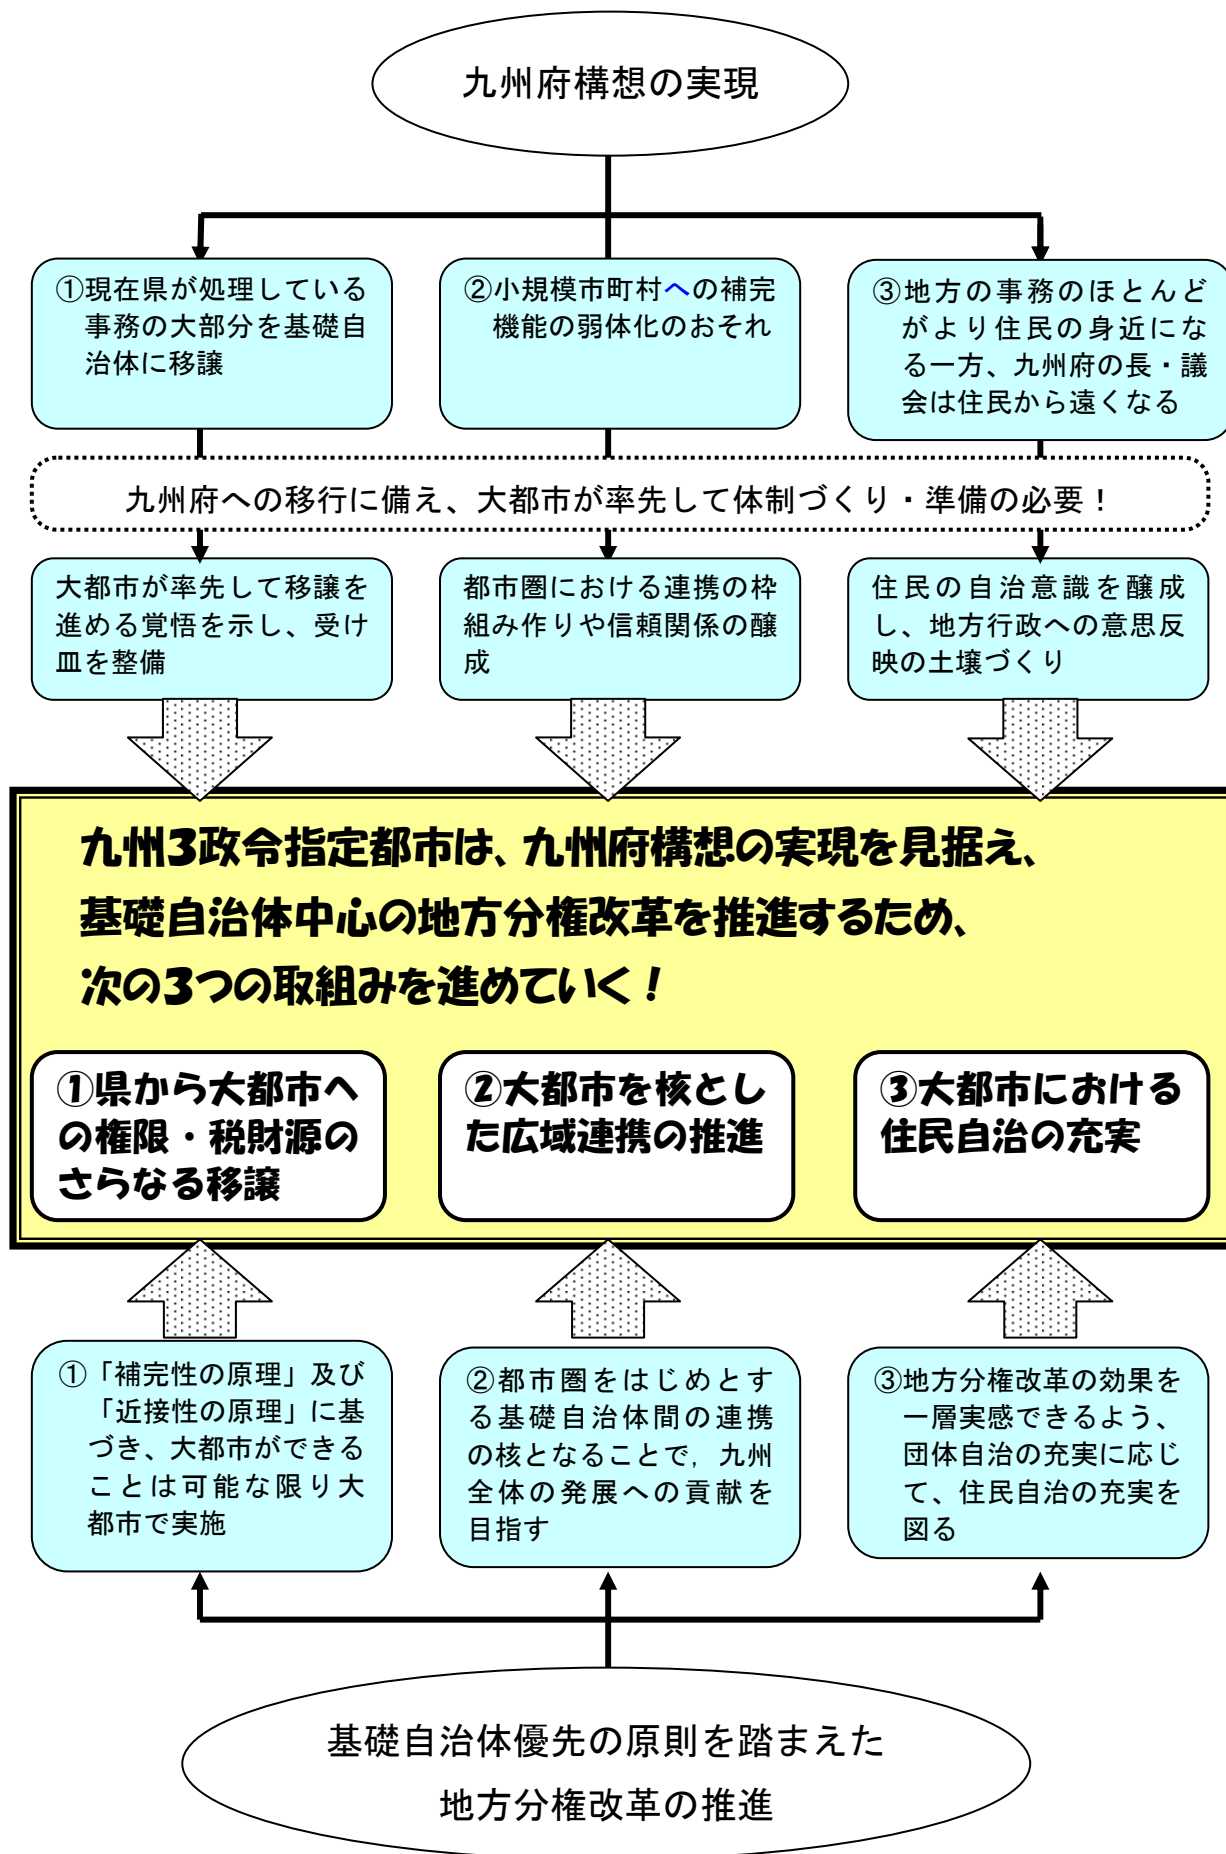 九州府構想の実現
①現在県が処理している
事務の大部分を基礎自
治体に移譲
②小規模市町村への補完
機能の弱体化のおそれ
③地方の事務のほとんど
がより住民の身近にな
る一方、九州府の長・議
会は住民から遠くなる
九州府への移行に備え、大都市が率先して体制づくり・準備の必要！
大都市が率先して移譲を
進める覚悟を示し、受け
皿を整備
都市圏における連携の枠
組み作りや信頼関係の醸
成
住民の自治意識を醸成
し、地方行政への意思反
映の土壌づくり
九州3政令指定都市は、九州府構想の実現を見据え、
基礎自治体中心の地方分権改革を推進するため、
次の3つの取組みを進めていく！
①県から大都市へ
の権限・税財源の
さらなる移譲
②大都市を核とし
た広域連携の推進
③大都市における
住民自治の充実
①「補完性の原理」及び
「近接性の原理」に基
づき、大都市ができる
ことは可能な限り大
都市で実施
②都市圏をはじめとす
る基礎自治体間の連携
の核となることで，九州
全体の発展への貢献を
目指す
③地方分権改革の効果を
一層実感できるよう、
団体自治の充実に応じ
て、住民自治の充実を
図る
基礎自治体優先の原則を踏まえた
地方分権改革の推進